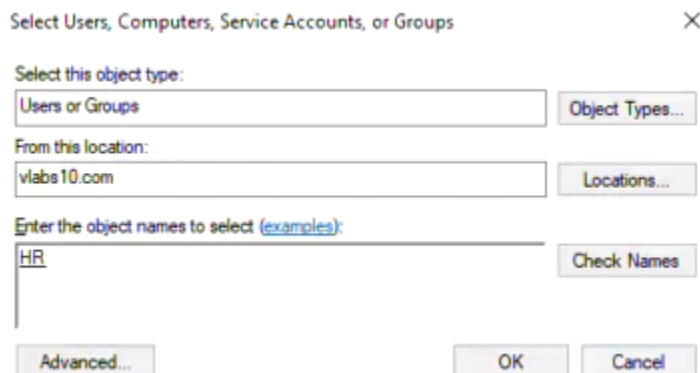 Select Users, Computers, Service Accounts, or Groups
Select this object type:
Users or Groups
Object Types...
From this location:
vlabs10.com
Locations...
Enter the object names to select (examples):
HR
Check Names
Advanced...
OK
Cancel